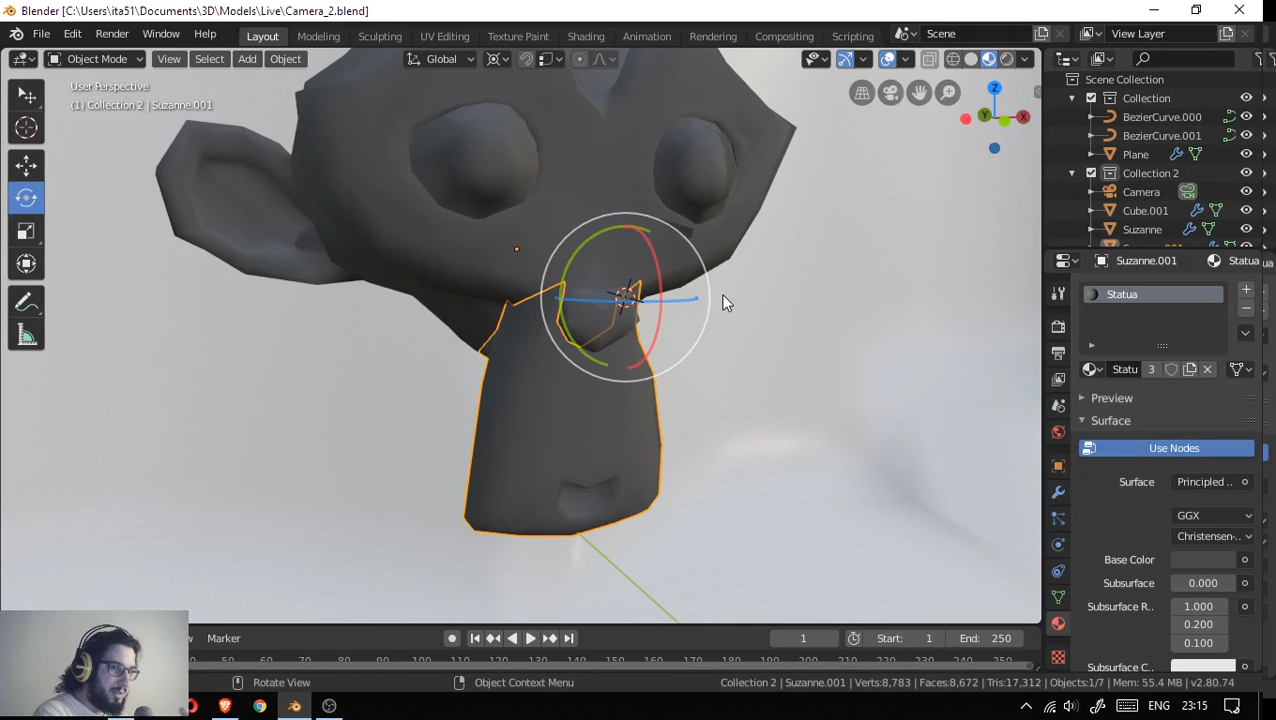 Blender [C:\Users\ita51\Documents\3D\Models\Live\Camera_2.blend]
File Edit Render Window Help Layout Modeling Sculpting UV Editing Texture Paint Shading Animation Rendering Compositing Scripting Scene View Layer
Object Mode View Select Add Object Global
User Perspective
(1) Collection 2 | Suzanne.001
Z
Y
X
Scene Collection
Collection
BezierCurve.000
BezierCurve.001
Plane
Collection 2
Camera
Cube.001
Suzanne
Suzanne.001 Statua
Statua
Statu 3
Preview
Surface
Use Nodes
Surface Principled ..
GGX
Christensen-..
Base Color
Subsurface 0.000
Subsurface R.. 1.000
0.200
0.100
Subsurface C..
Marker 1 Start: 1 End: 250
50 60 70 80 90 100 110 120 130 140 150 160 170 180 190 200 210 220 230 240 250
Rotate View Object Context Menu Collection 2 | Suzanne.001 | Verts:8,783 | Faces:8,672 | Tris:17,312 | Objects:1/7 | Mem: 55.4 MB | v2.80.74
ENG 23:15